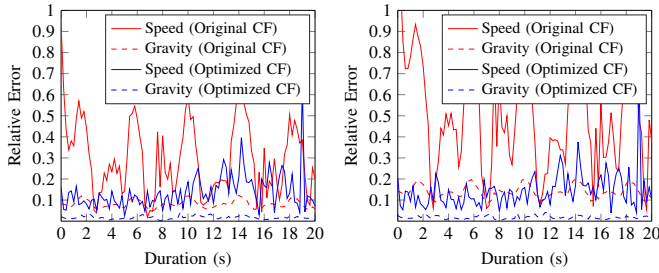 1
0.9
0.8
0.7
0.6
0.5
0.4
0.3
0.2
0.1
Relative Error
Speed (Original CF)
Gravity (Original CF)
Speed (Optimized CF)
Gravity (Optimized CF)
0 2 4 6 8 10 12 14 16 18 20
Duration (s)
1
0.9
0.8
0.7
0.6
0.5
0.4
0.3
0.2
0.1
Relative Error
Speed (Original CF)
Gravity (Original CF)
Speed (Optimized CF)
Gravity (Optimized CF)
0 2 4 6 8 10 12 14 16 18 20
Duration (s)